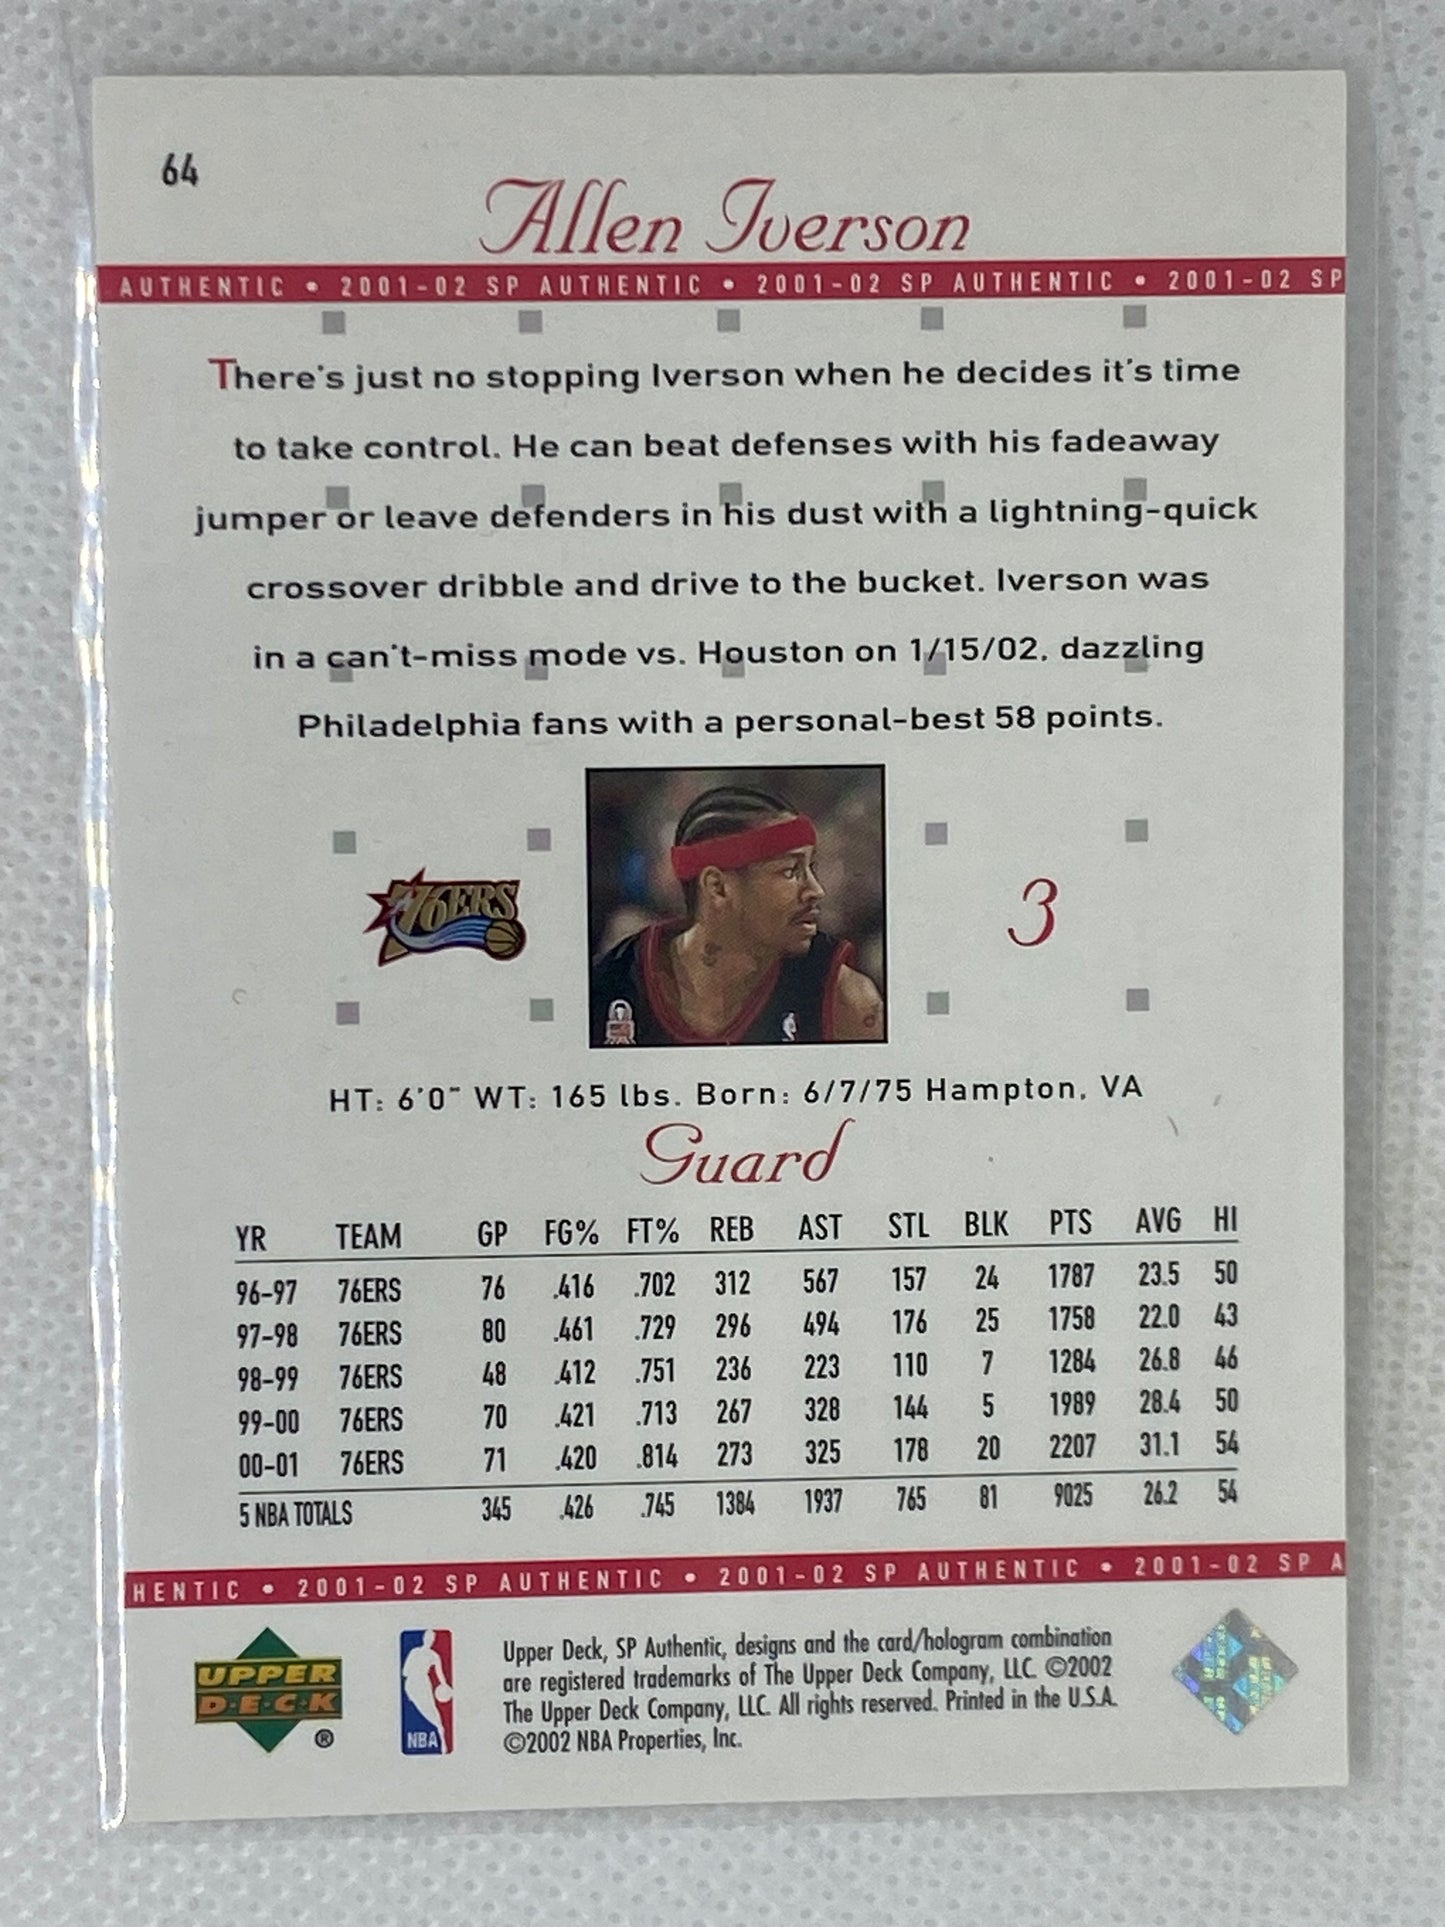 64
Allen Iverson
AUTHENTIC • 2001-02 SP AUTHENTIC • 2001-02 SP AUTHENTIC • 2001-02 SP
There's just no stopping Iverson when he decides it's time
to take control. He can beat defenses with his fadeaway
jumper or leave defenders in his dust with a lightning-quick
crossover dribble and drive to the bucket. Iverson was
in a can't-miss mode vs. Houston on 1/15/02, dazzling
Philadelphia fans with a personal-best 58 points.
76ERS
3
HT: 6'0" WT: 165 lbs. Born: 6/7/75 Hampton, VA
Guard
YR TEAM GP FG% FT% REB AST STL BLK PTS AVG HI
96-97 76ERS 76 .416 .702 312 567 157 24 1787 23.5 50
97-98 76ERS 80 .461 .729 296 494 176 25 1758 22.0 43
98-99 76ERS 48 .412 .751 236 223 110 7 1284 26.8 46
99-00 76ERS 70 .421 .713 267 328 144 5 1989 28.4 50
00-01 76ERS 71 .420 .814 273 325 178 20 2207 31.1 54
5 NBA TOTALS 345 .426 .745 1384 1937 765 81 9025 26.2 54
HENTIC • 2001-02 SP AUTHENTIC • 2001-02 SP AUTHENTIC • 2001-02 SP A
UPPER
D·E·C·K
®
NBA
Upper Deck, SP Authentic, designs and the card/hologram combination
are registered trademarks of The Upper Deck Company, LLC. ©2002
The Upper Deck Company, LLC. All rights reserved. Printed in the U.S.A.
©2002 NBA Properties, Inc.